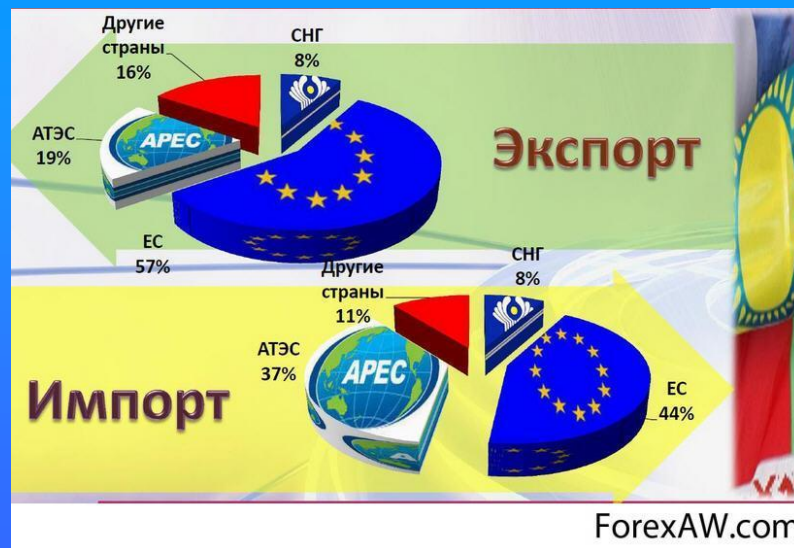 Другие
страны
16%
СНГ
8%
АТЭС
19%
APEC
Экспорт
ЕС
57%
Другие
страны
11%
СНГ
8%
АТЭС
37%
APEC
ЕС
44%
Импорт
ForexAW.com